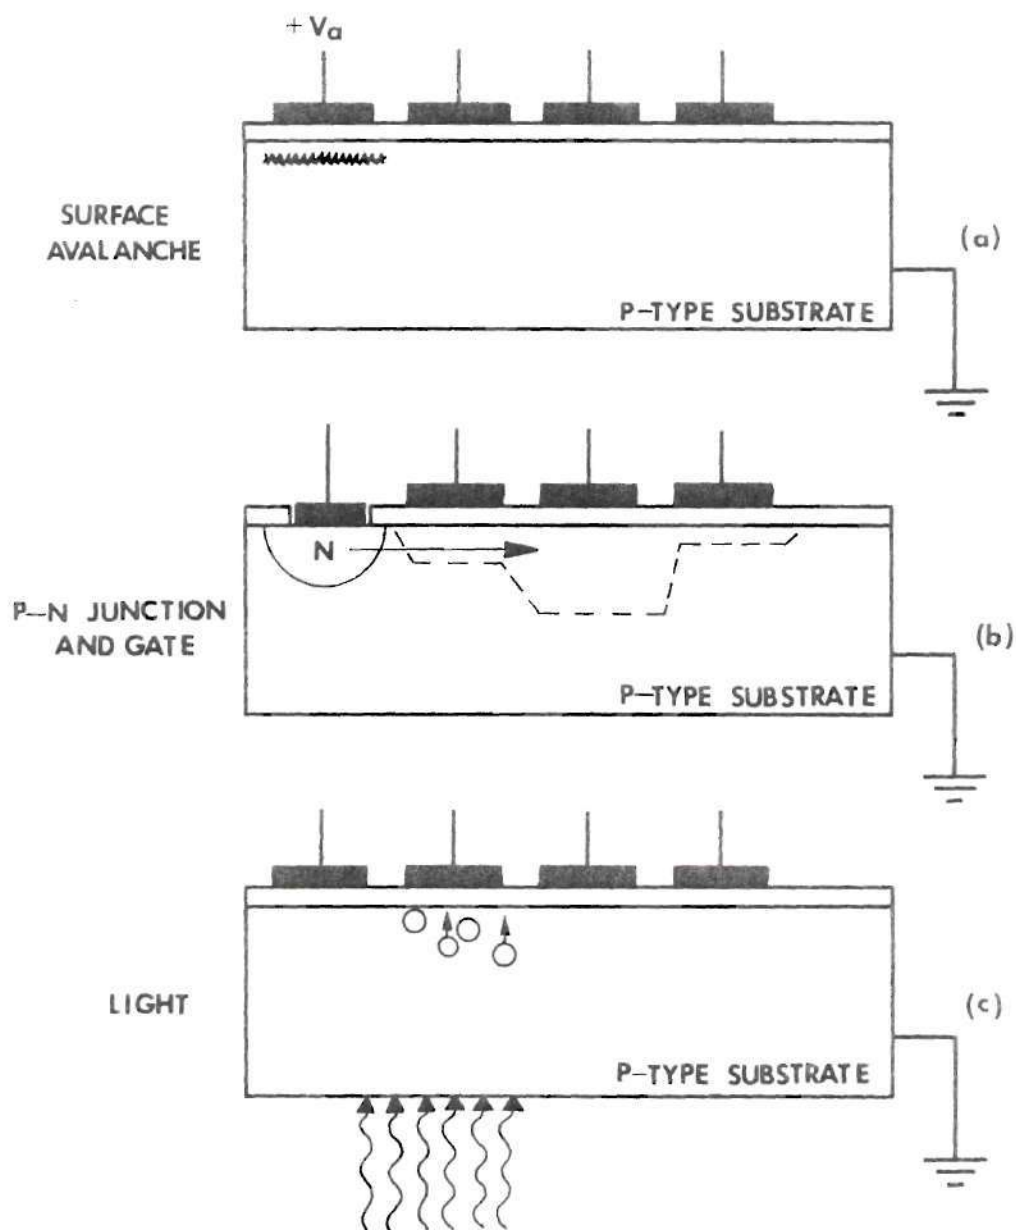 + Va
SURFACE
AVALANCHE
(a)
P-TYPE SUBSTRATE
N
P-N JUNCTION
AND GATE
(b)
P-TYPE SUBSTRATE
LIGHT
(c)
P-TYPE SUBSTRATE